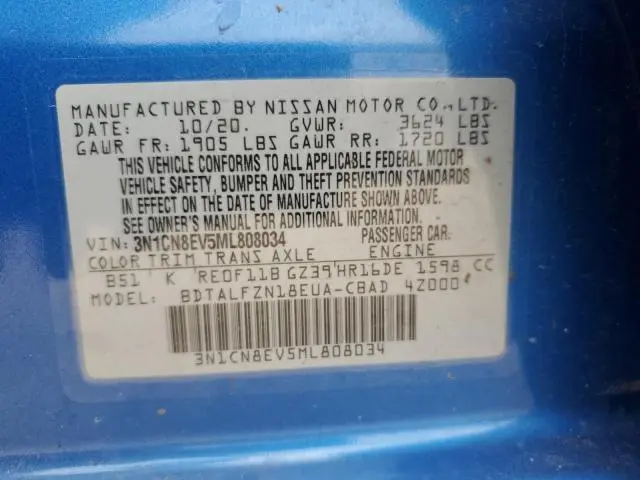 MANUFACTURED BY NISSAN MOTOR CO., LTD.
DATE: 10/20. GVWR: 3624 LBS
GAWR FR: 1905 LBS GAWR RR: 1720 LBS
THIS VEHICLE CONFORMS TO ALL APPLICABLE FEDERAL MOTOR
VEHICLE SAFETY, BUMPER AND THEFT PREVENTION STANDARDS
IN EFFECT ON THE DATE OF MANUFACTURE SHOWN ABOVE.
SEE OWNER'S MANUAL FOR ADDITIONAL INFORMATION
VIN: 3N1CN8EV5ML808034 PASSENGER CAR.
COLOR TRIM TRANS AXLE ENGINE
B51 K RE0F11B GZ39 HR16DE 1598 CC
MODEL: BDTALFZN18EUA-CBAD 4Z000
3N1CN8EV5ML808034